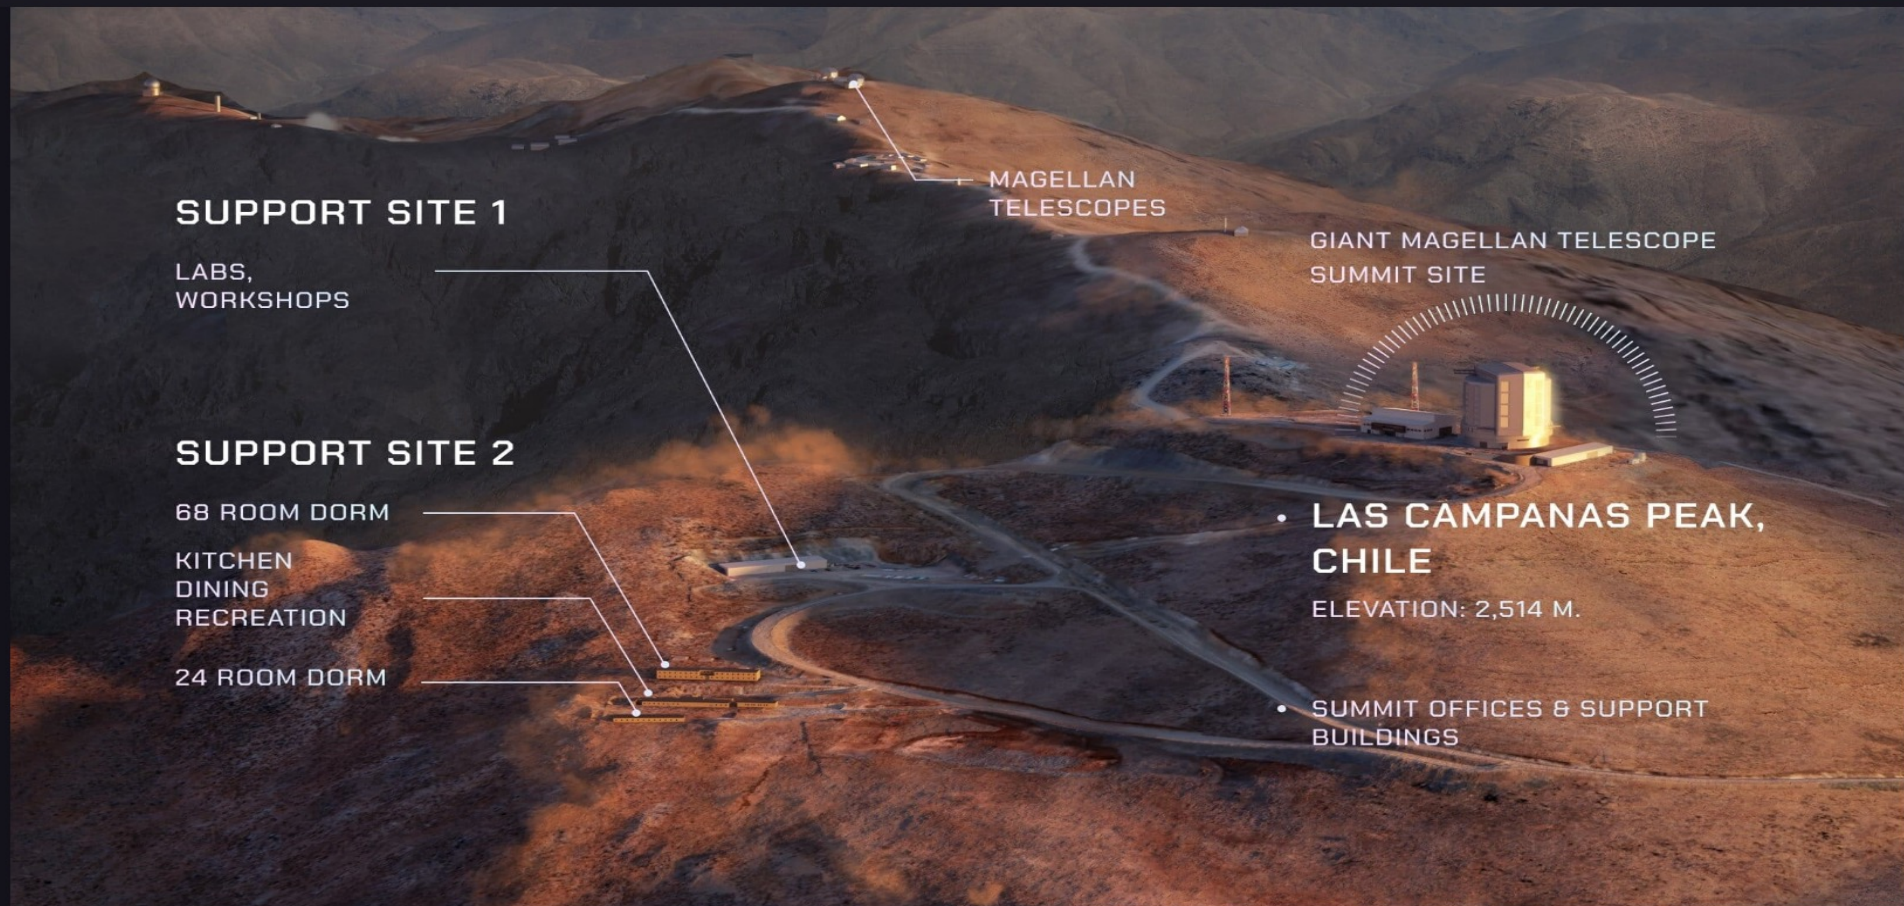 SUPPORT SITE 1
LABS,
WORKSHOPS
SUPPORT SITE 2
68 ROOM DORM
KITCHEN
DINING
RECREATION
24 ROOM DORM
MAGELLAN
TELESCOPES
GIANT MAGELLAN TELESCOPE
SUMMIT SITE
• LAS CAMPANAS PEAK,
CHILE
ELEVATION: 2,514 M.
• SUMMIT OFFICES & SUPPORT
BUILDINGS